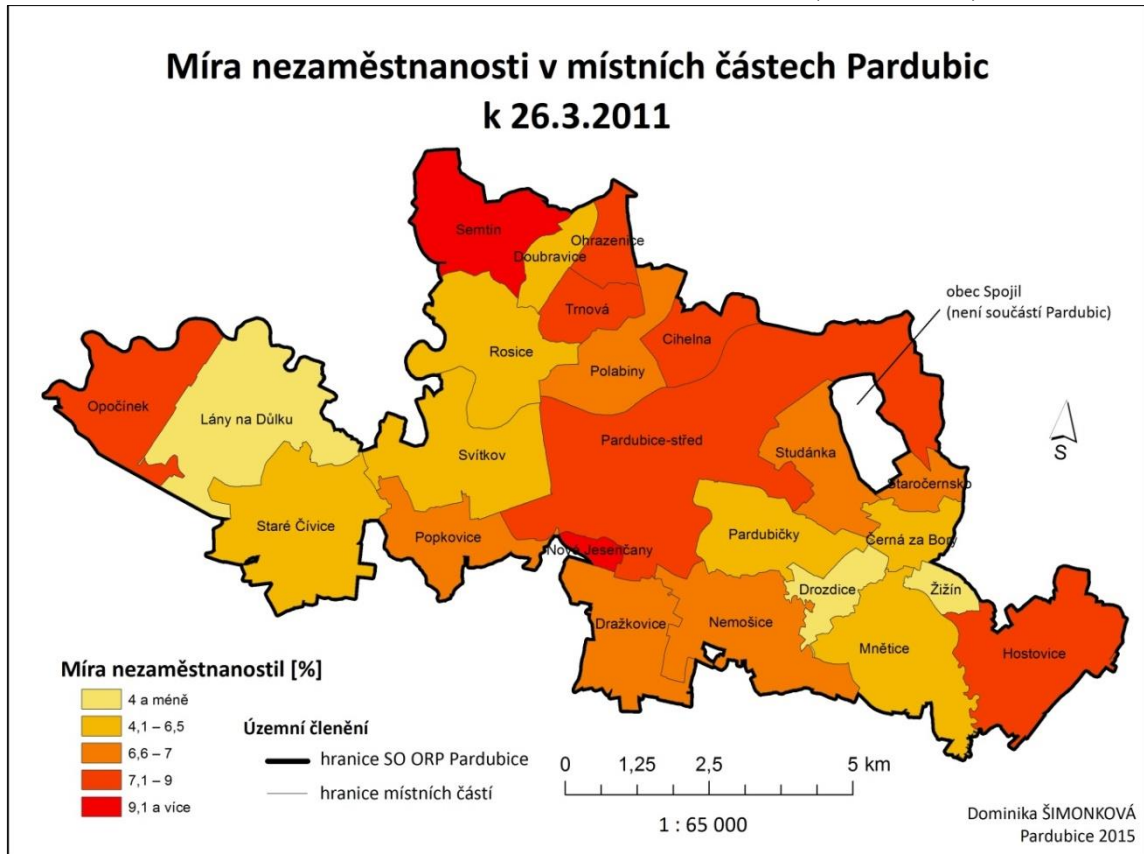 Míra nezaměstnanosti v místních částech Pardubic
k 26.3.2011
Semtín
Ohrazenice
Doubravice
Trnová
Cihelna
Rosice
Polabiny
obec Spojil
(není součástí Pardubic)
Opočínek
Lány na Důlku
Svítkov
Pardubice-střed
Studánka
S
Staročernsko
Staré Čívice
Popkovice
Nové Jesenčany
Pardubičky
Černá za Bory
Drozdice
Žižín
Dražkovice
Nemošice
Mnětice
Hostovice
Míra nezaměstnanostil [%]
4 a méně
4,1 – 6,5
6,6 – 7
7,1 – 9
9,1 a více
Územní členění
hranice SO ORP Pardubice
hranice místních částí
0 1,25 2,5 5 km
1 : 65 000
Dominika ŠIMONKOVÁ
Pardubice 2015